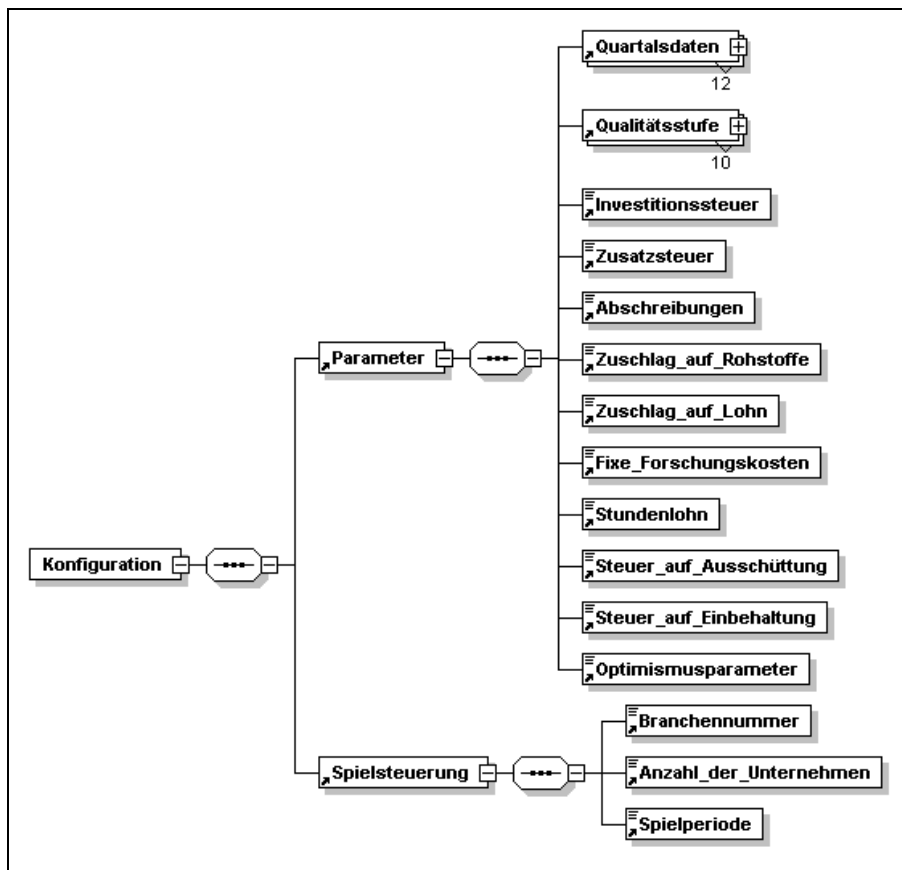 Quartalsdaten
12
Qualitätsstufe
10
Investitionssteuer
Zusatzsteuer
Abschreibungen
Parameter
Zuschlag_auf_Rohstoffe
Zuschlag_auf_Lohn
Fixe_Forschungskosten
Stundenlohn
Konfiguration
Steuer_auf_Ausschüttung
Steuer_auf_Einbehaltung
Optimismusparameter
Branchennummer
Spielsteuerung
Anzahl_der_Unternehmen
Spielperiode